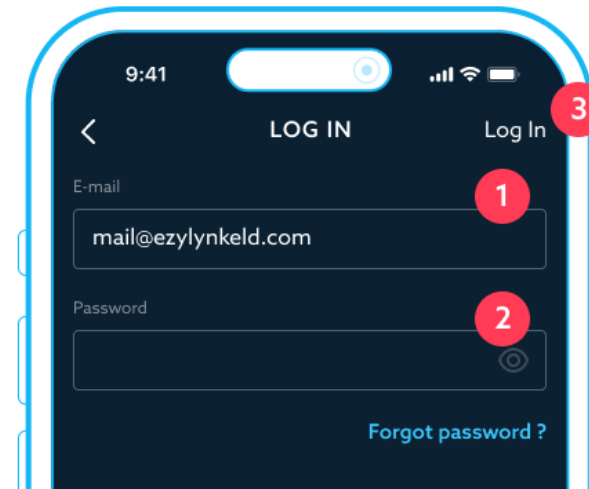 9:41
LOG IN
Log In
3
E-mail
1
mail@ezylynkeld.com
Password
2
Forgot password ?